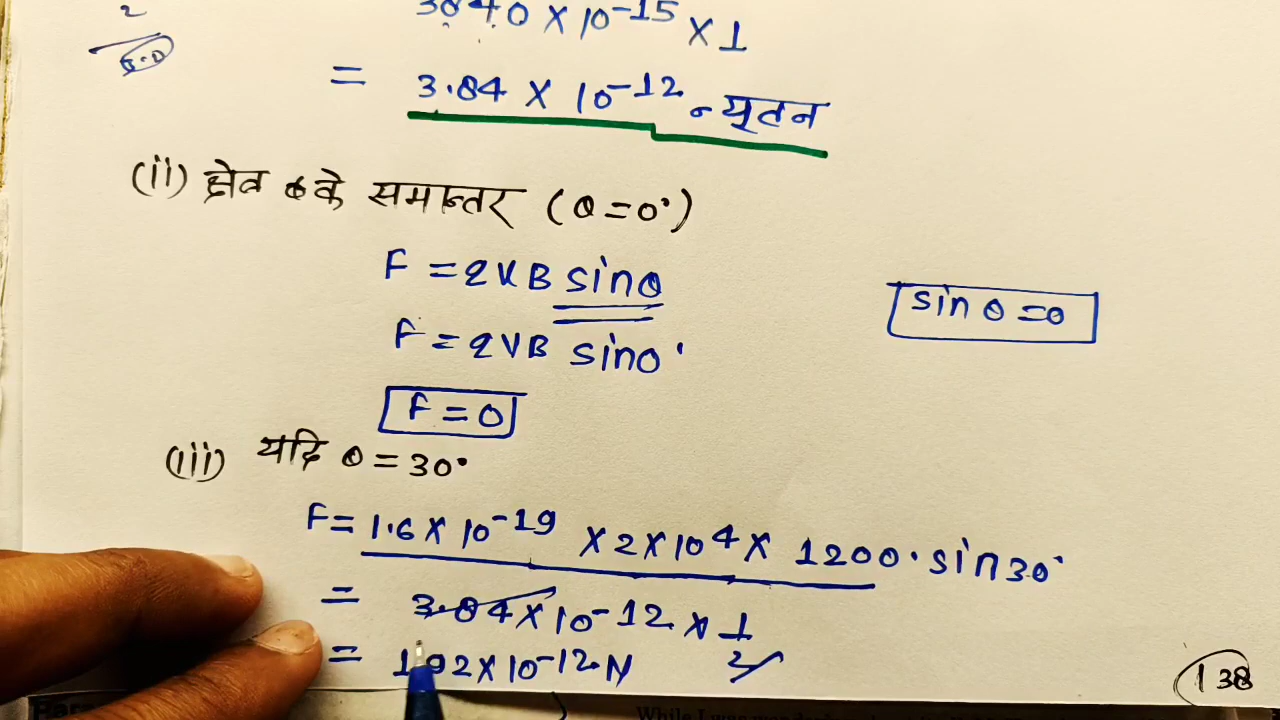 2
3840 × 10⁻¹⁵ × 1
= 3.84 × 10⁻¹² न्यूतन
(ii) क्षेत्र के समान्तर (θ = 0°)
F = qVB sinθ
sin θ = 0
F = qVB sin0°
F = 0
(iii) यदि θ = 30°
F = 1.6 × 10⁻¹⁹ × 2 × 10⁴ × 1200 · sin30°
= 3.84 × 10⁻¹² × 1/2
= 1.92 × 10⁻¹² N
138